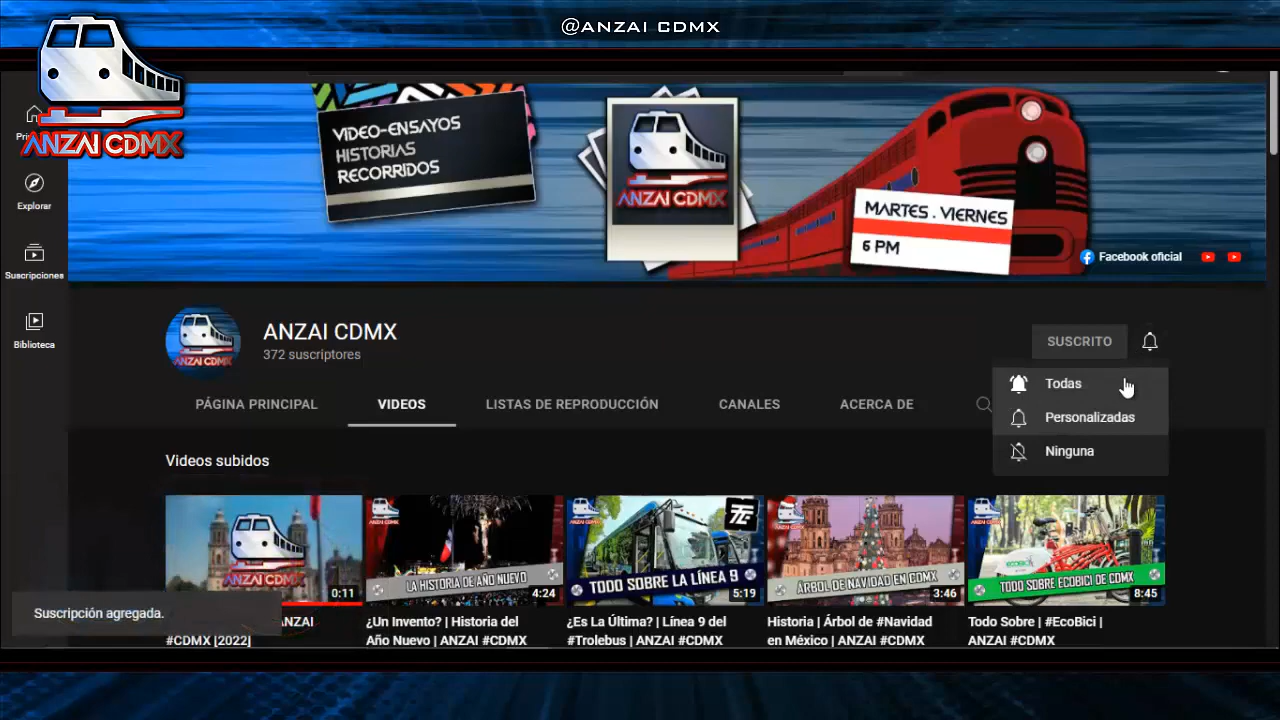 @ANZAI CDMX
ANZAI CDMX
VIDEO-ENSAYOS
HISTORIAS
RECORRIDOS
ANZAI CDMX
MARTES . VIERNES
6 PM
Facebook oficial
Explorar
Suscripciones
Biblioteca
ANZAI CDMX
ANZAI CDMX
372 suscriptores
SUSCRITO
Todas
Personalizadas
Ninguna
PÁGINA PRINCIPAL
VIDEOS
LISTAS DE REPRODUCCIÓN
CANALES
ACERCA DE
Videos subidos
ANZAI CDMX
0:11
LA HISTORIA DE AÑO NUEVO
4:24
TODO SOBRE LA LÍNEA 9
5:19
ÁRBOL DE NAVIDAD EN CDMX
3:46
ECOBICI
TODO SOBRE ECOBICI DE CDMX
8:45
Suscripción agregada.
ANZAI
#CDMX [2022]
¿Un Invento? | Historia del
Año Nuevo | ANZAI #CDMX
¿Es La Última? | Línea 9 del
#Trolebus | ANZAI #CDMX
Historia | Árbol de #Navidad
en México | ANZAI #CDMX
Todo Sobre | #EcoBici |
ANZAI #CDMX